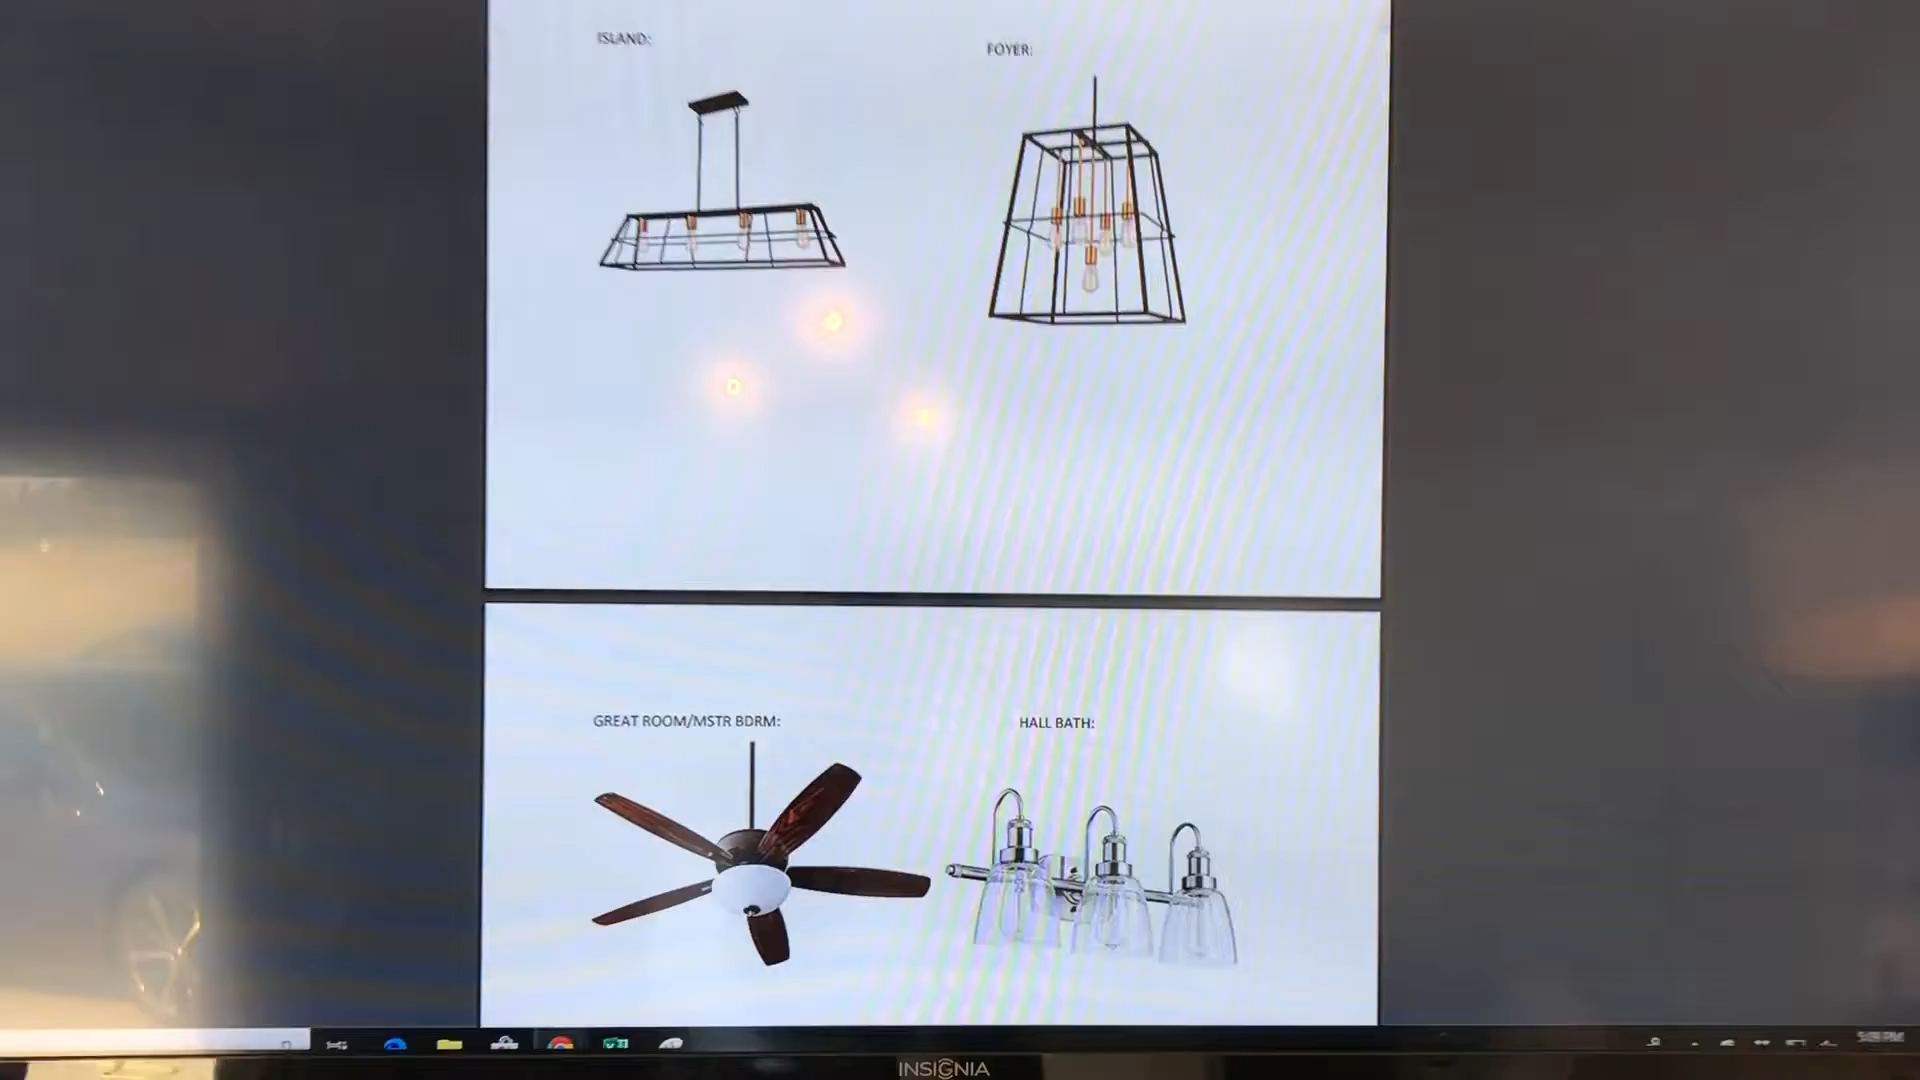 ISLAND:
FOYER:
GREAT ROOM/MSTR BDRM:
HALL BATH:
INSIGNIA